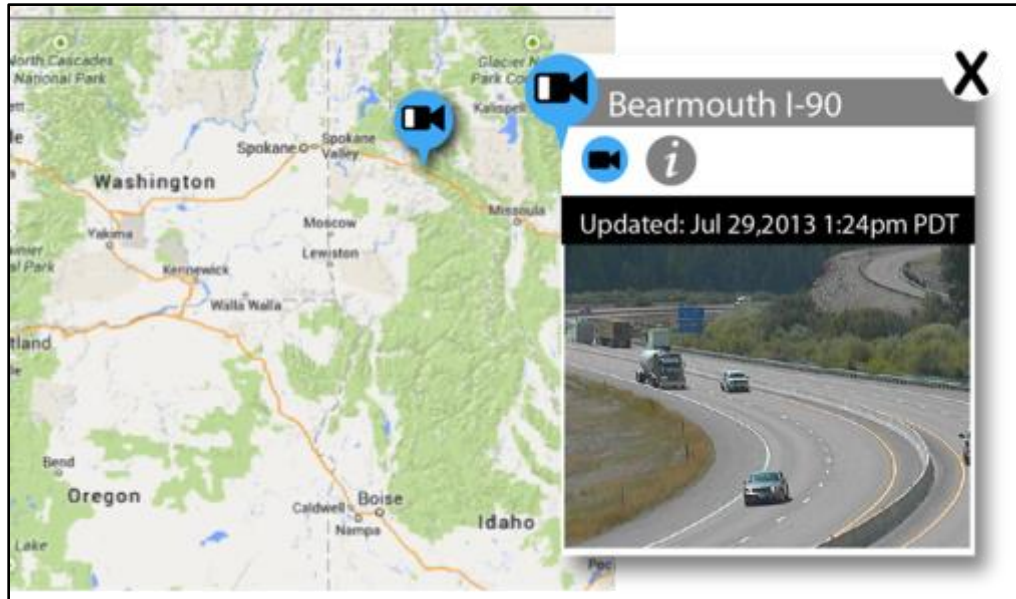 North Cascades
National Park
Glacier N
Park Co
Kalispell
Spokane
Spokane
Valley
Washington
Moscow
Missoula
Yakima
Lewiston
Kennewick
Walla Walla
tland
Bend
Oregon
Caldwell
Boise
Nampa
Idaho
Lake
Poc
Bearmouth I-90
i
Updated: Jul 29,2013 1:24pm PDT
X